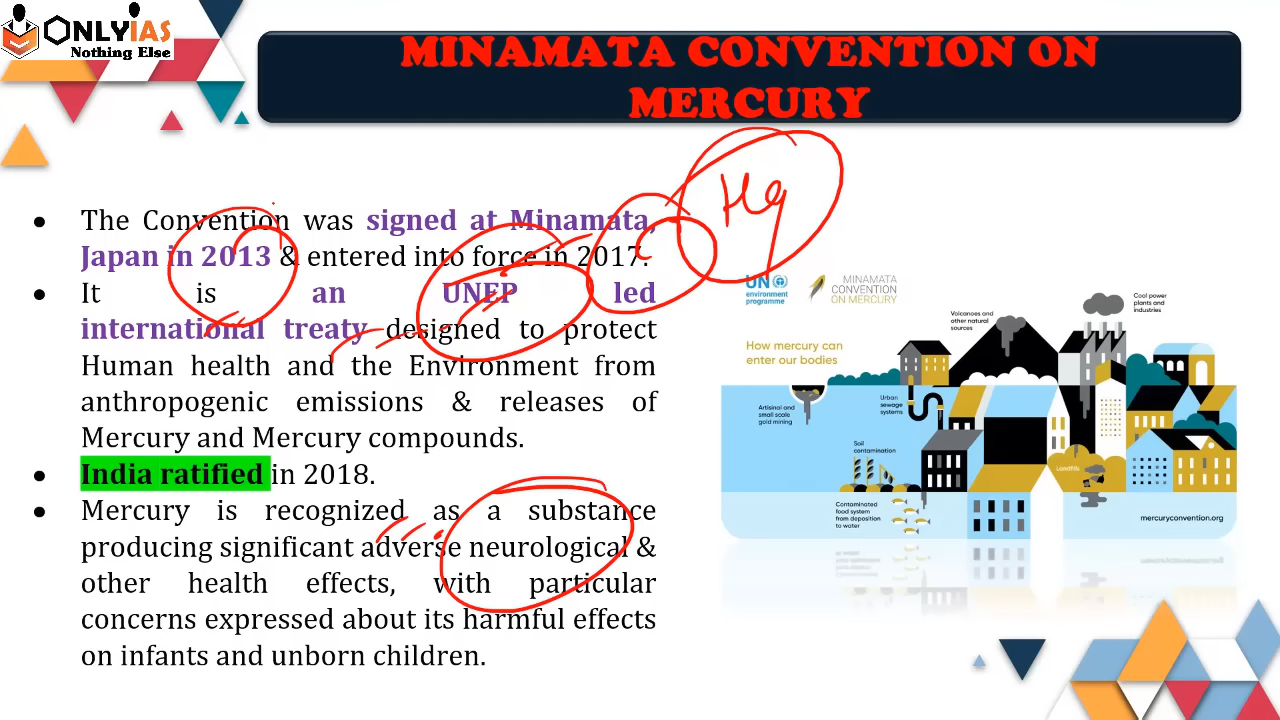 ONLYIAS
Nothing Else
MINAMATA CONVENTION ON
MERCURY
Hg
• The Convention was signed at Minamata,
Japan in 2013 & entered into force in 2017.
• It is an UNEP led
international treaty designed to protect
Human health and the Environment from
anthropogenic emissions & releases of
Mercury and Mercury compounds.
• India ratified in 2018.
• Mercury is recognized as a substance
producing significant adverse neurological &
other health effects, with particular
concerns expressed about its harmful effects
on infants and unborn children.
UN
environment
programme
MINAMATA
CONVENTION
ON MERCURY
How mercury can
enter our bodies
Volcanoes and
other natural
sources
Coal power
plants and
industries
Artisinal and
small scale
gold mining
Urban
sewage
systems
Soil
contamination
Landfills
Contaminated
food system
from deposition
to water
mercuryconvention.org